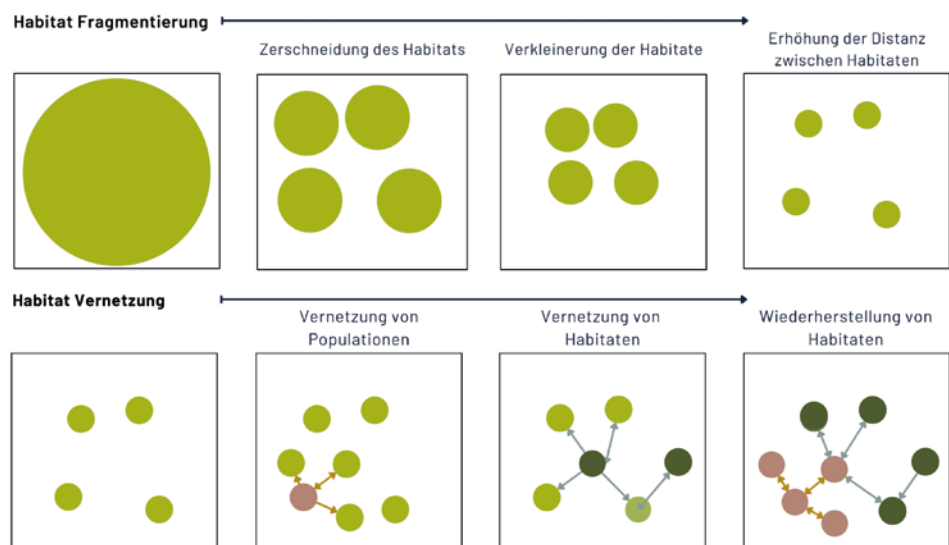 Habitat Fragmentierung
Zerschneidung des Habitats
Verkleinerung der Habitate
Erhöhung der Distanz
zwischen Habitaten
Habitat Vernetzung
Vernetzung von
Populationen
Vernetzung von
Habitaten
Wiederherstellung von
Habitaten